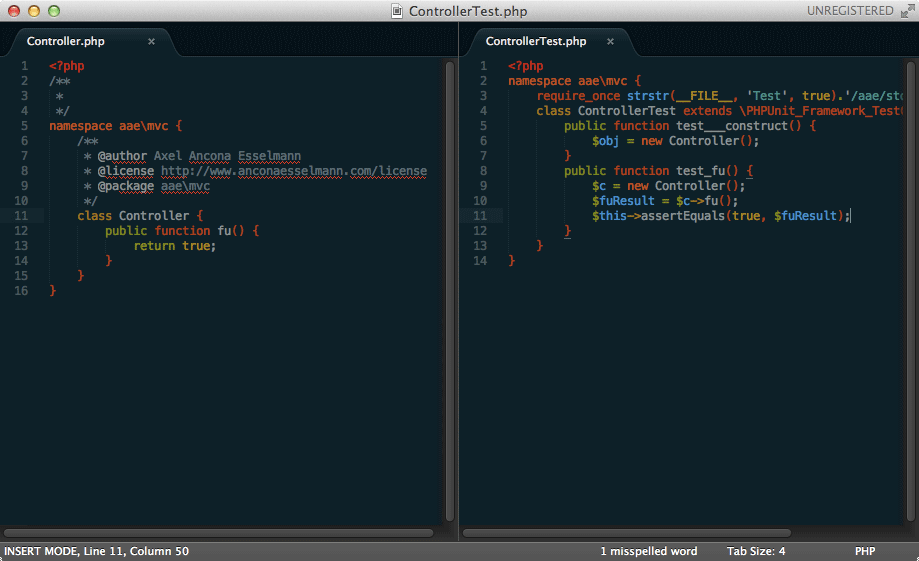 ControllerTest.php
UNREGISTERED
Controller.php ×
1 <?php
2 /**
3  *
4  */
5 namespace aae\mvc {
6     /**
7      * @author Axel Ancona Esselmann
8      * @license http://www.anconaesselmann.com/license
9      * @package aae\mvc
10      */
11     class Controller {
12         public function fu() {
13             return true;
14         }
15     }
16 }
ControllerTest.php ×
1 <?php
2 namespace aae\mvc {
3     require_once strstr(__FILE__, 'Test', true).'/aae/std
4     class ControllerTest extends \PHPUnit_Framework_Test
5         public function test___construct() {
6             $obj = new Controller();
7         }
8         public function test_fu() {
9             $c = new Controller();
10             $fuResult = $c->fu();
11             $this->assertEquals(true, $fuResult);
12         }
13     }
14 }
INSERT MODE, Line 11, Column 50
1 misspelled word
Tab Size: 4
PHP